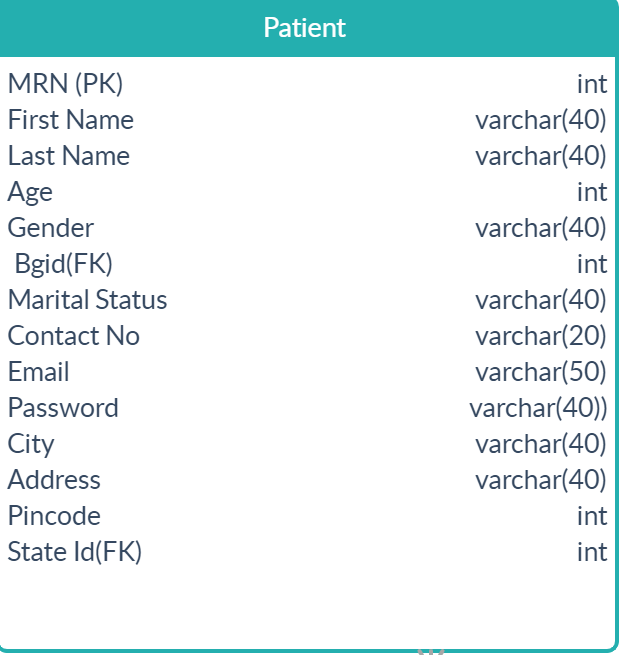 Patient
MRN (PK) int
First Name varchar(40)
Last Name varchar(40)
Age int
Gender varchar(40)
Bgid(FK) int
Marital Status varchar(40)
Contact No varchar(20)
Email varchar(50)
Password varchar(40))
City varchar(40)
Address varchar(40)
Pincode int
State Id(FK) int